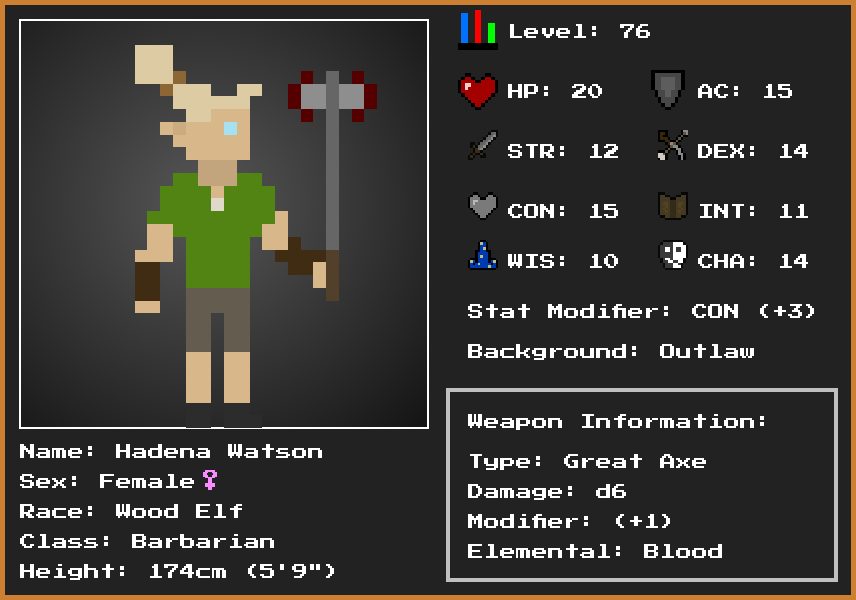 Level: 76
HP: 20 AC: 15
STR: 12 DEX: 14
CON: 15 INT: 11
WIS: 10 CHA: 14
Stat Modifier: CON (+3)
Background: Outlaw
Weapon Information:
Type: Great Axe
Damage: d6
Modifier: (+1)
Elemental: Blood
Name: Hadena Watson
Sex: Female♀
Race: Wood Elf
Class: Barbarian
Height: 174cm (5'9")